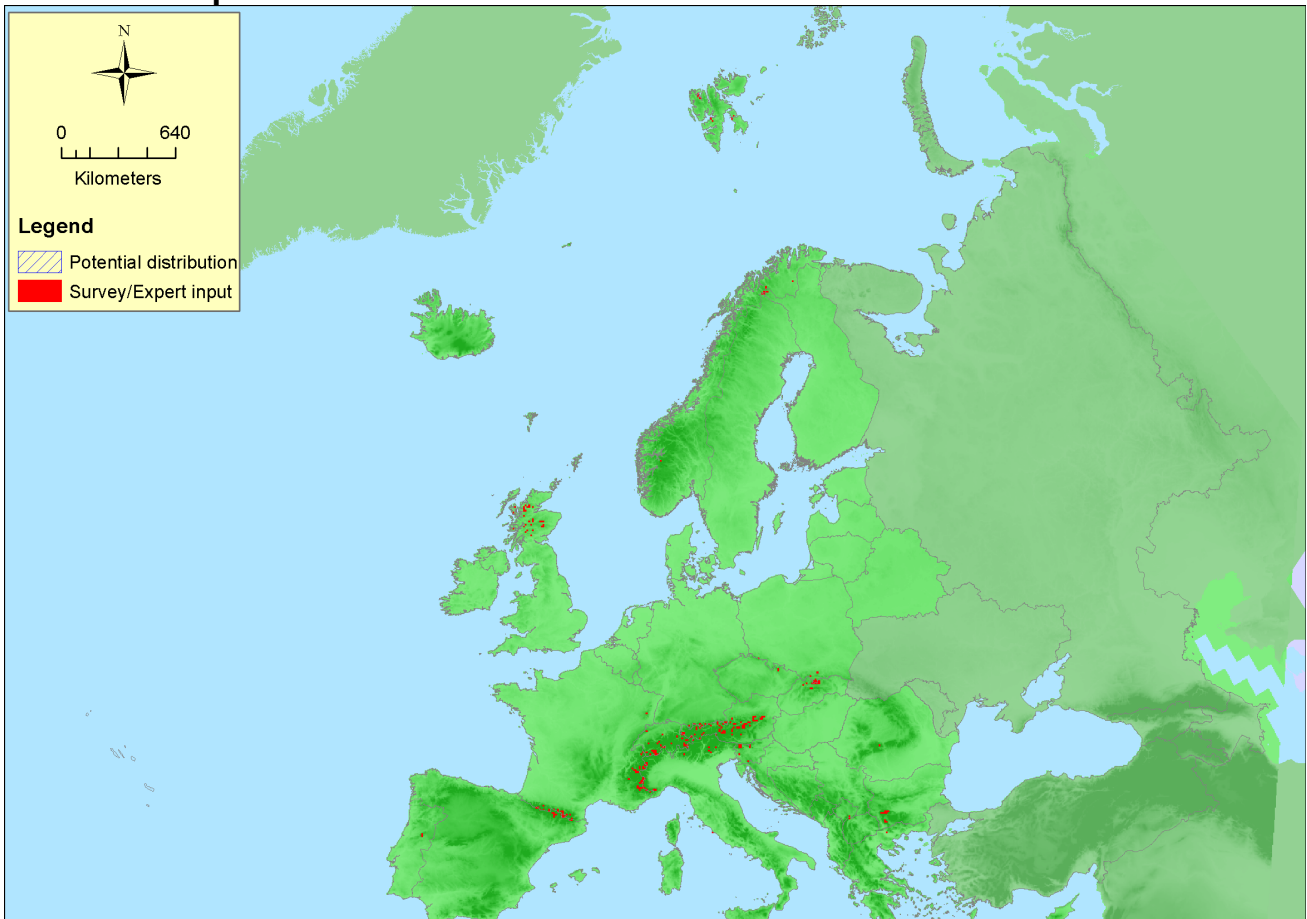 N
0 640
Kilometers
Legend
Potential distribution
Survey/Expert input